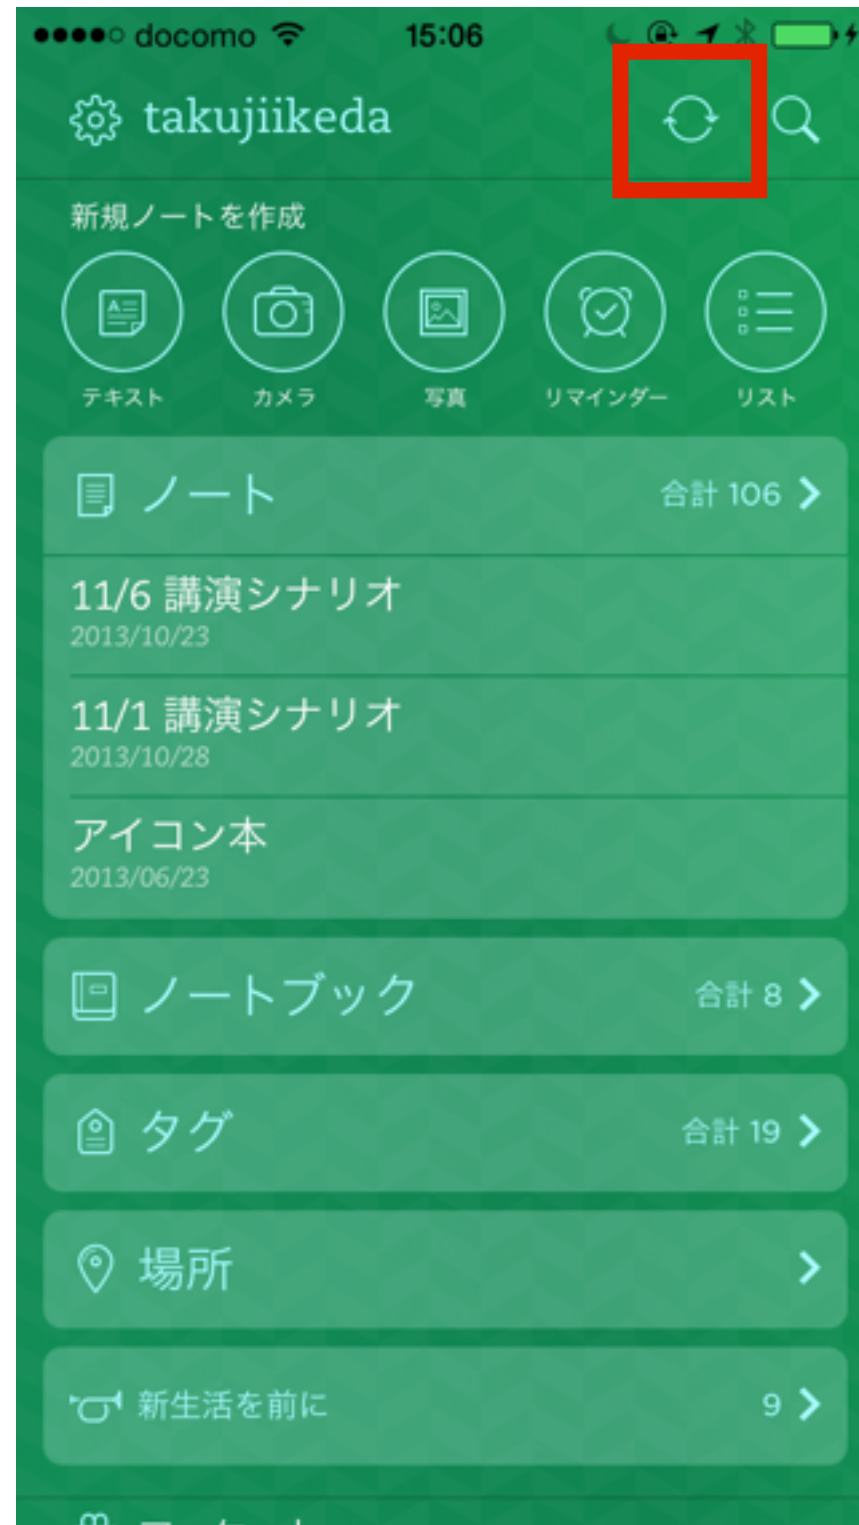 docomo 15:06
takujiikeda
新規ノートを作成
テキスト カメラ 写真 リマインダー リスト
ノート 合計 106
11/6 講演シナリオ
2013/10/23
11/1 講演シナリオ
2013/10/28
アイコン本
2013/06/23
ノートブック 合計 8
タグ 合計 19
場所
新生活を前に 9